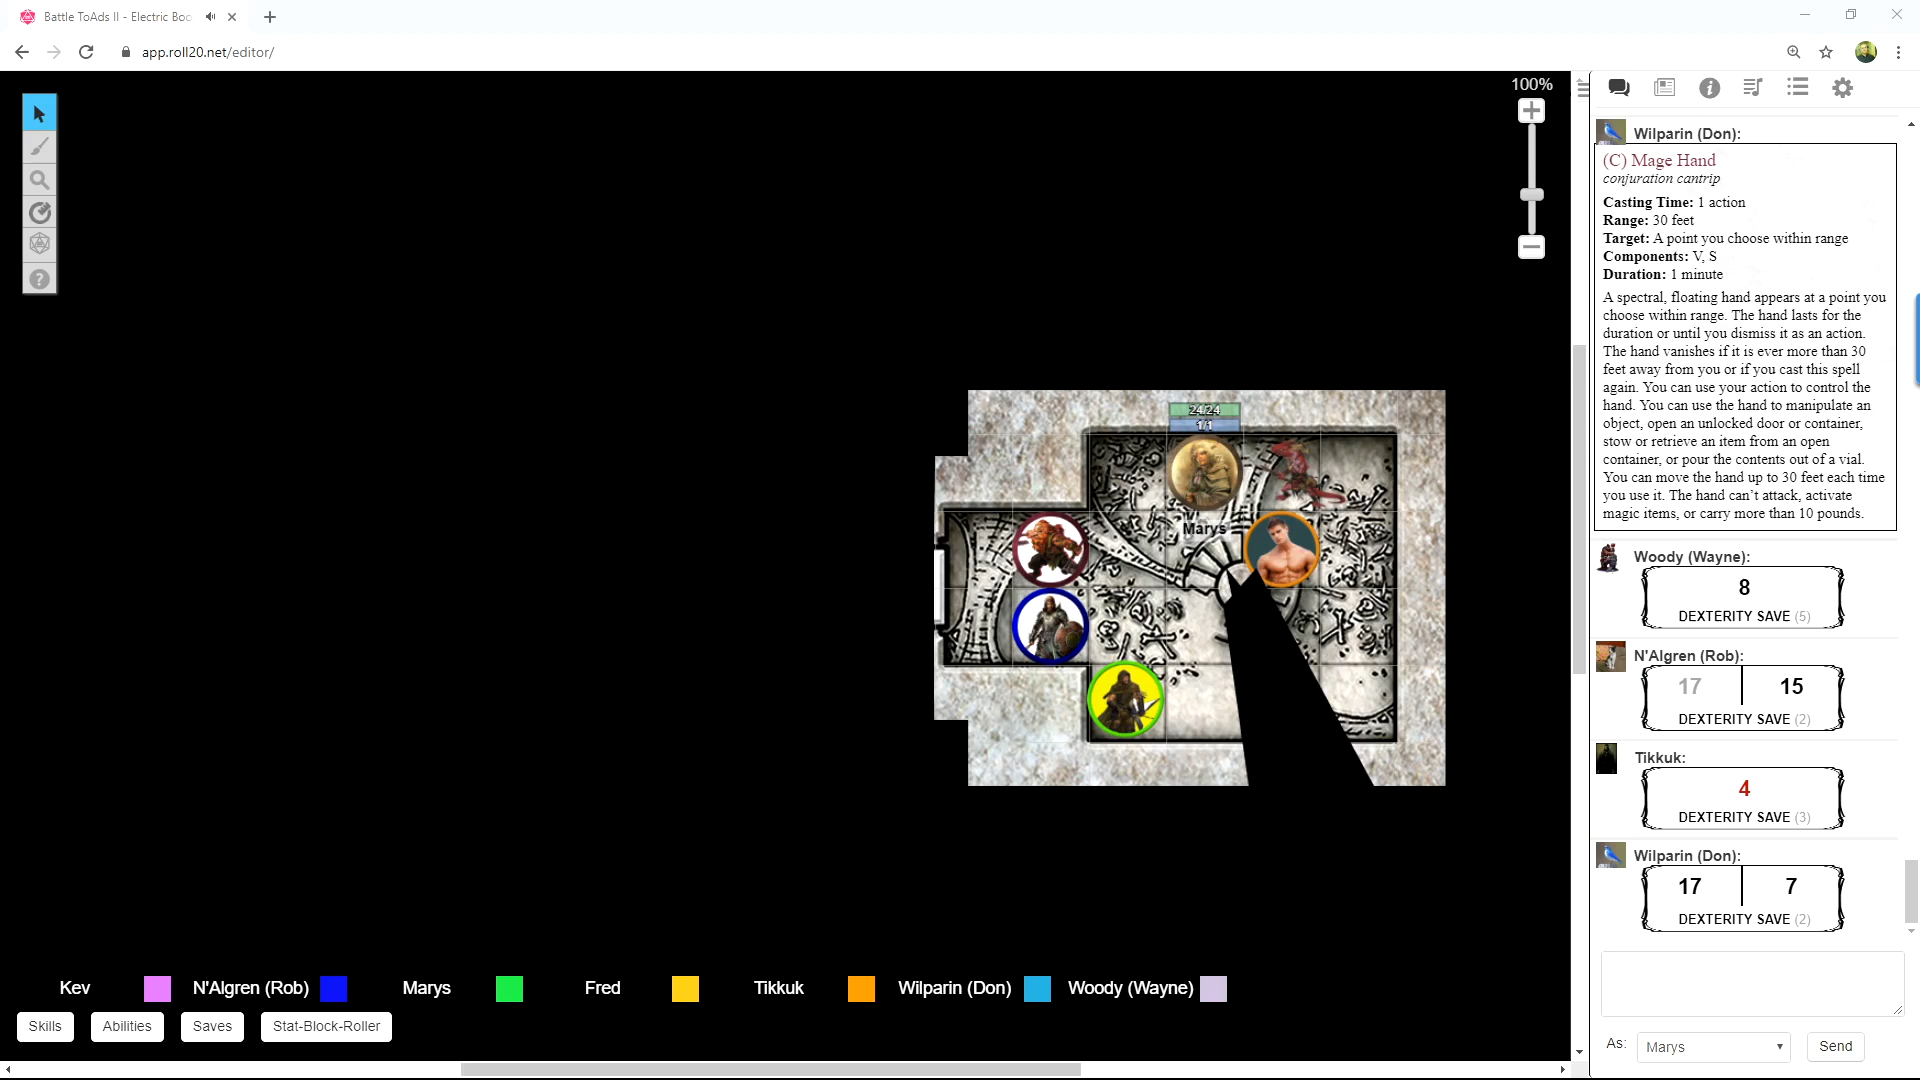 Battle ToAds II - Electric Boo
app.roll20.net/editor/
100%
Wilparin (Don):
(C) Mage Hand
conjuration cantrip
Casting Time: 1 action
Range: 30 feet
Target: A point you choose within range
Components: V, S
Duration: 1 minute
A spectral, floating hand appears at a point you
choose within range. The hand lasts for the
duration or until you dismiss it as an action.
The hand vanishes if it is ever more than 30
feet away from you or if you cast this spell
again. You can use your action to control the
hand. You can use the hand to manipulate an
object, open an unlocked door or container,
stow or retrieve an item from an open
container, or pour the contents out of a vial.
You can move the hand up to 30 feet each time
you use it. The hand can't attack, activate
magic items, or carry more than 10 pounds.
Woody (Wayne):
8
DEXTERITY SAVE (5)
N'Algren (Rob):
17 15
DEXTERITY SAVE (2)
Tikkuk:
4
DEXTERITY SAVE (3)
Wilparin (Don):
17 7
DEXTERITY SAVE (2)
24/24
1/1
Marys
Kev N'Algren (Rob) Marys Fred Tikkuk Wilparin (Don) Woody (Wayne)
Skills Abilities Saves Stat-Block-Roller
As: Marys Send